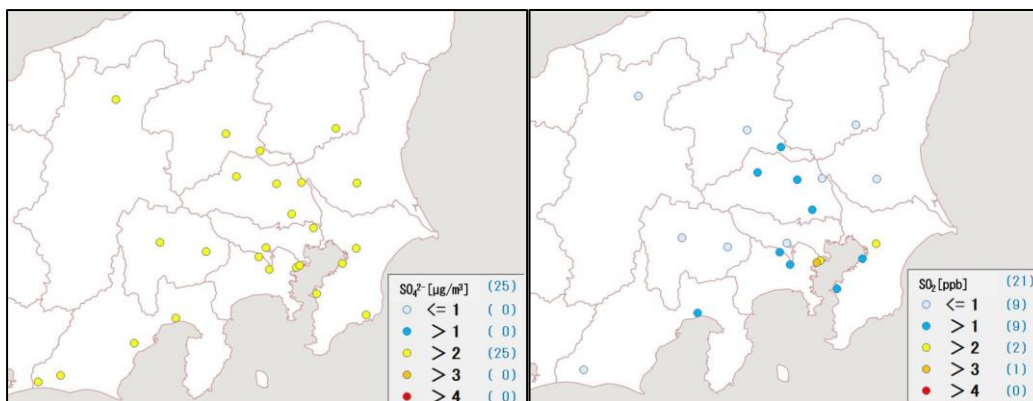 SO₄²⁻[μg/m³] (25)
<= 1 ( 0)
> 1 ( 0)
> 2 (25)
> 3 ( 0)
> 4 ( 0)
SO₂[ppb] (21)
<= 1 (9)
> 1 (9)
> 2 (2)
> 3 (1)
> 4 (0)